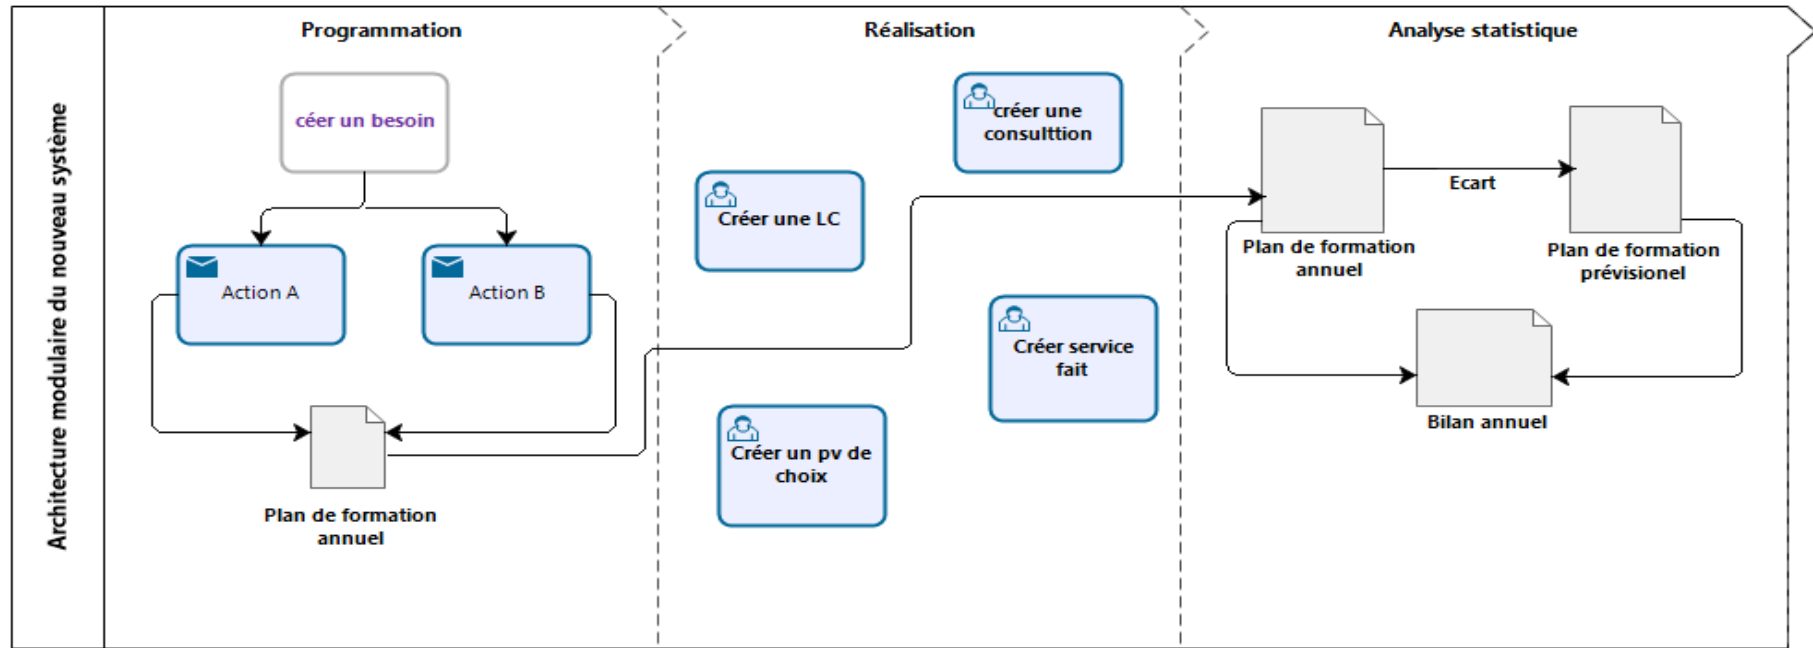 Architecture modulaire du nouveau système
Programmation
céer un besoin
Action A
Action B
Plan de formation
annuel
Réalisation
créer une
consulttion
Créer une LC
Créer service
fait
Créer un pv de
choix
Analyse statistique
Ecart
Plan de formation
annuel
Plan de formation
prévisionel
Bilan annuel